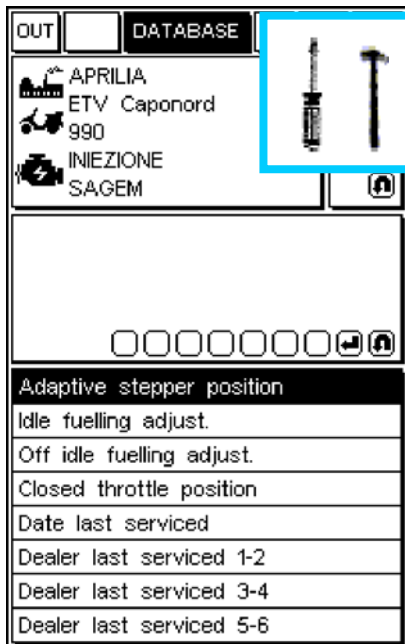 OUT
DATABASE
APRILIA
ETV Caponord
990
INIEZIONE
SAGEM
Adaptive stepper position
Idle fuelling adjust.
Off idle fuelling adjust.
Closed throttle position
Date last serviced
Dealer last serviced 1-2
Dealer last serviced 3-4
Dealer last serviced 5-6